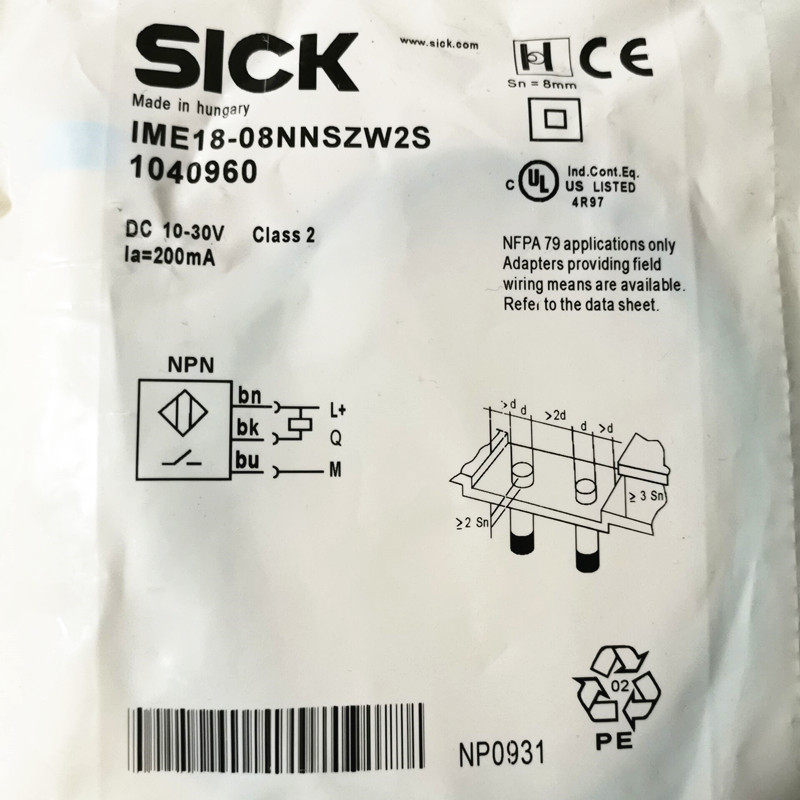 SICK
www.sick.com
Made in hungary
IME18-08NNSZW2S
1040960
Sn = 8mm
CE
DC 10-30V Class 2
Ia=200mA
C UL US LISTED
Ind.Cont.Eq.
4R97
NFPA 79 applications only
Adapters providing field
wiring means are available.
Refer to the data sheet.
NPN
bn L+
bk Q
bu M
>d d >2d d >d
≥ 3 Sn
≥2 Sn
02
PE
NP0931